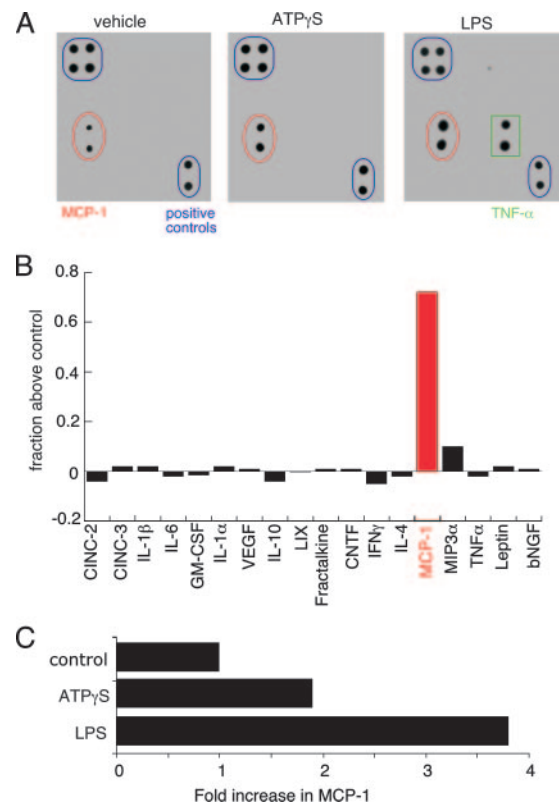 A
vehicle
ATPγS
LPS
MCP-1
positive
controls
TNF-α
B
fraction above control
0.8
0.6
0.4
0.2
0
-0.2
CINC-2
CINC-3
IL-1β
IL-6
GM-CSF
IL-1α
VEGF
IL-10
LIX
Fractalkine
CNTF
IFNγ
IL-4
MCP-1
MIP3α
TNFα
Leptin
bNGF
C
control
ATPγS
LPS
0 1 2 3 4
Fold increase in MCP-1